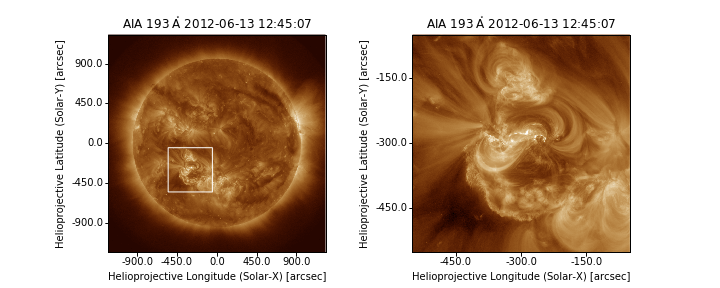 AIA 193 Å 2012-06-13 12:45:07
Helioprojective Latitude (Solar-Y) [arcsec]
900.0
450.0
0.0
-450.0
-900.0
-900.0 -450.0 0.0 450.0 900.0
Helioprojective Longitude (Solar-X) [arcsec]
AIA 193 Å 2012-06-13 12:45:07
Helioprojective Latitude (Solar-Y) [arcsec]
-150.0
-300.0
-450.0
-450.0 -300.0 -150.0
Helioprojective Longitude (Solar-X) [arcsec]